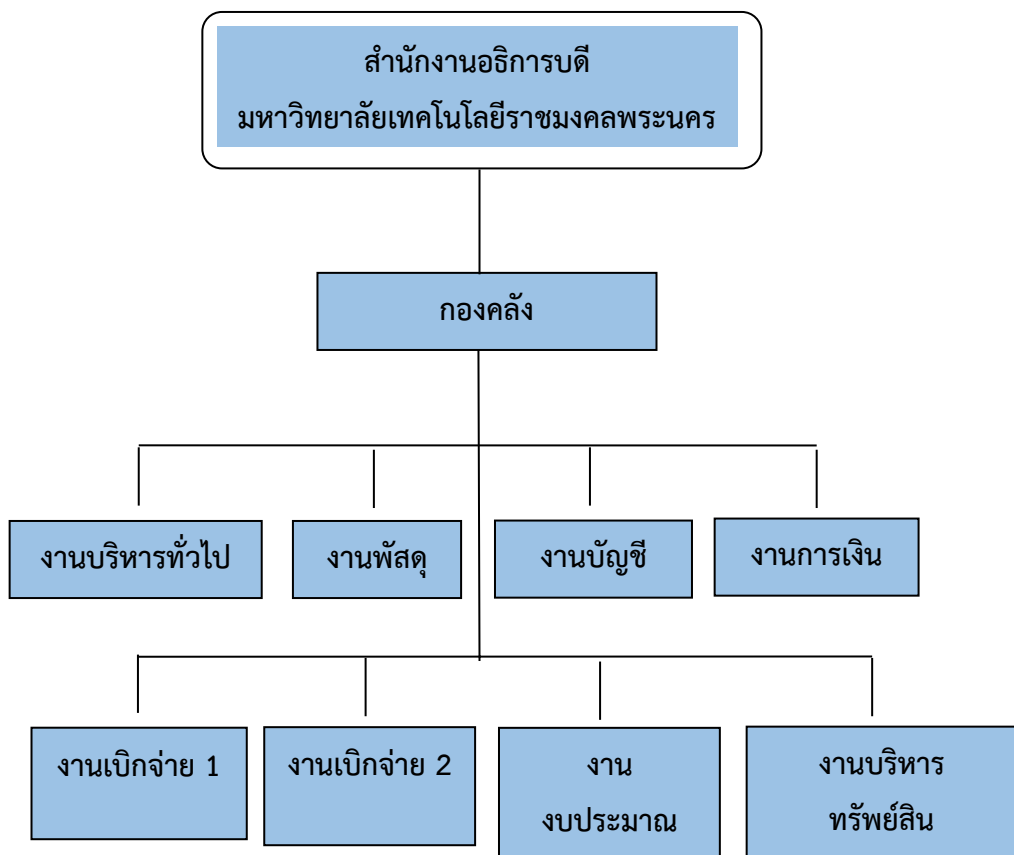 สำนักงานอธิการบดี
มหาวิทยาลัยเทคโนโลยีราชมงคลพระนคร
กองคลัง
งานบริหารทั่วไป
งานพัสดุ
งานบัญชี
งานการเงิน
งานเบิกจ่าย 1
งานเบิกจ่าย 2
งาน
งบประมาณ
งานบริหาร
ทรัพย์สิน